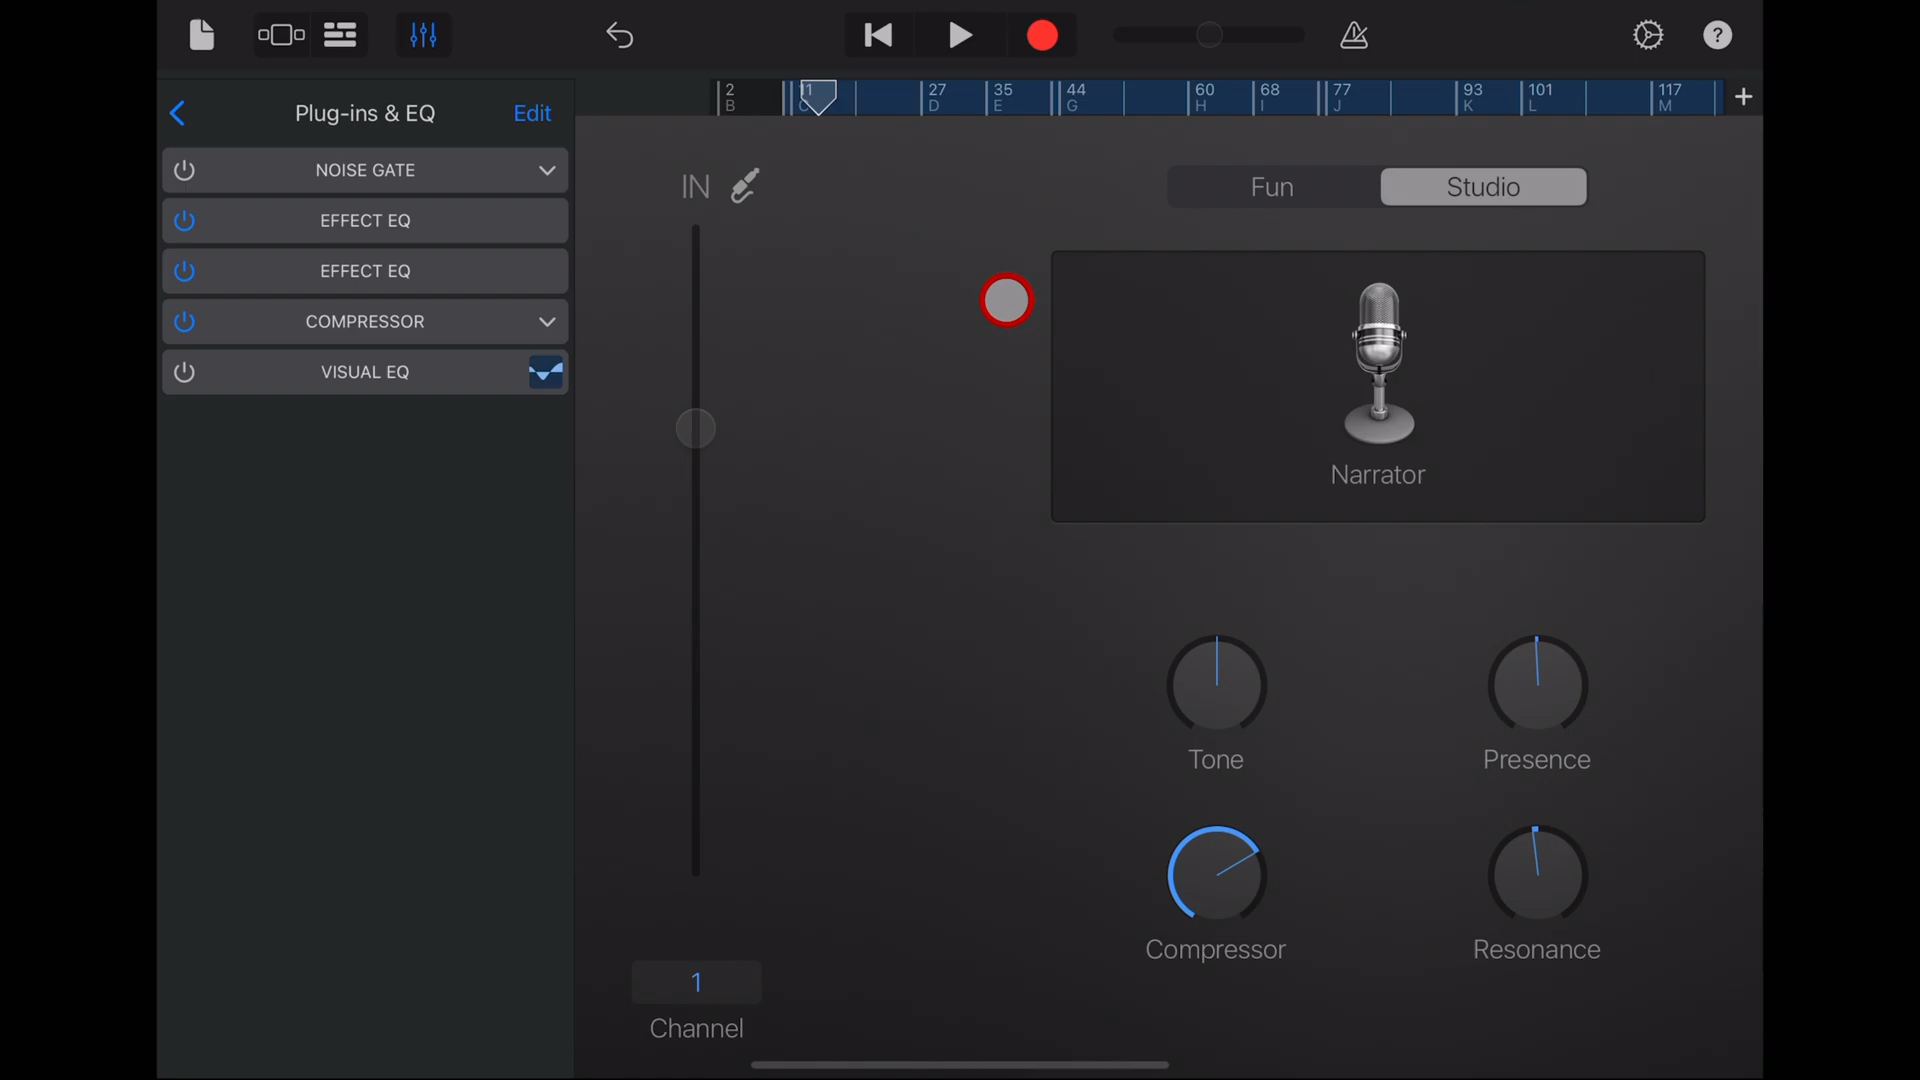 ?
Plug-ins & EQ
Edit
2
B
11
C
27
D
35
E
44
G
60
H
68
I
77
J
93
K
101
L
117
M
+
NOISE GATE
EFFECT EQ
EFFECT EQ
COMPRESSOR
VISUAL EQ
IN
Fun
Studio
Narrator
Tone
Presence
Compressor
Resonance
1
Channel